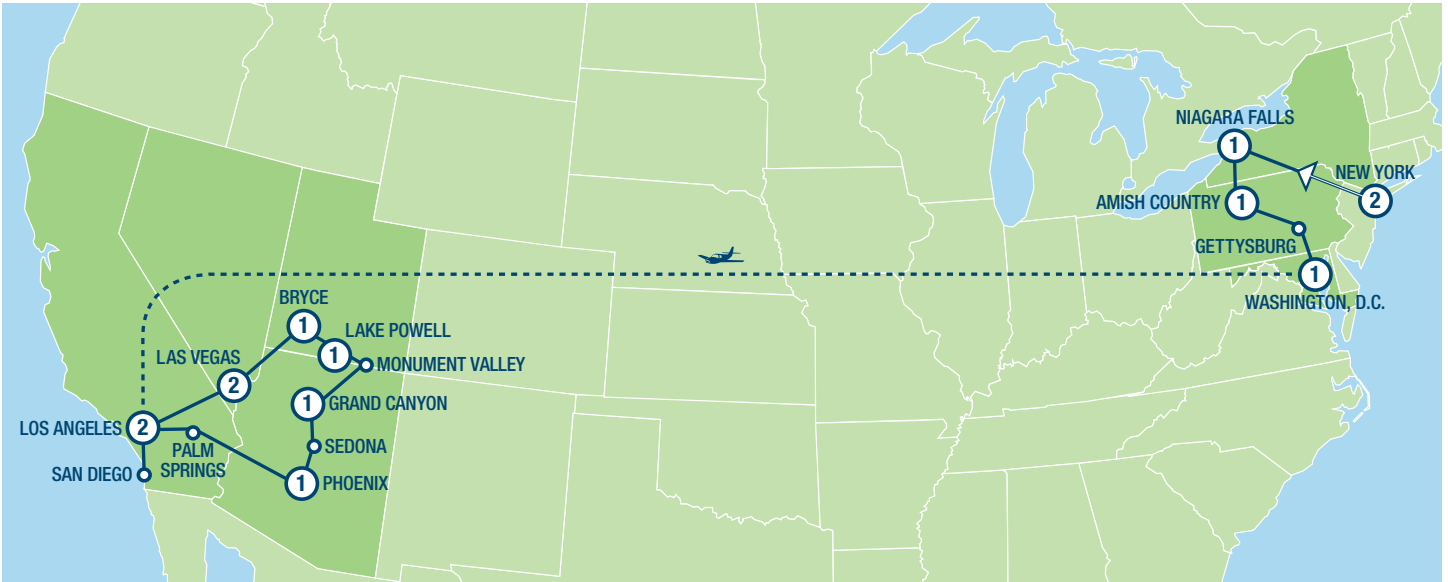 NIAGARA FALLS
1
NEW YORK
2
AMISH COUNTRY
1
GETTYSBURG
1
WASHINGTON, D.C.
BRYCE
1
LAKE POWELL
1
MONUMENT VALLEY
LAS VEGAS
2
1
GRAND CANYON
LOS ANGELES
2
PALM
SPRINGS
SEDONA
SAN DIEGO
1
PHOENIX